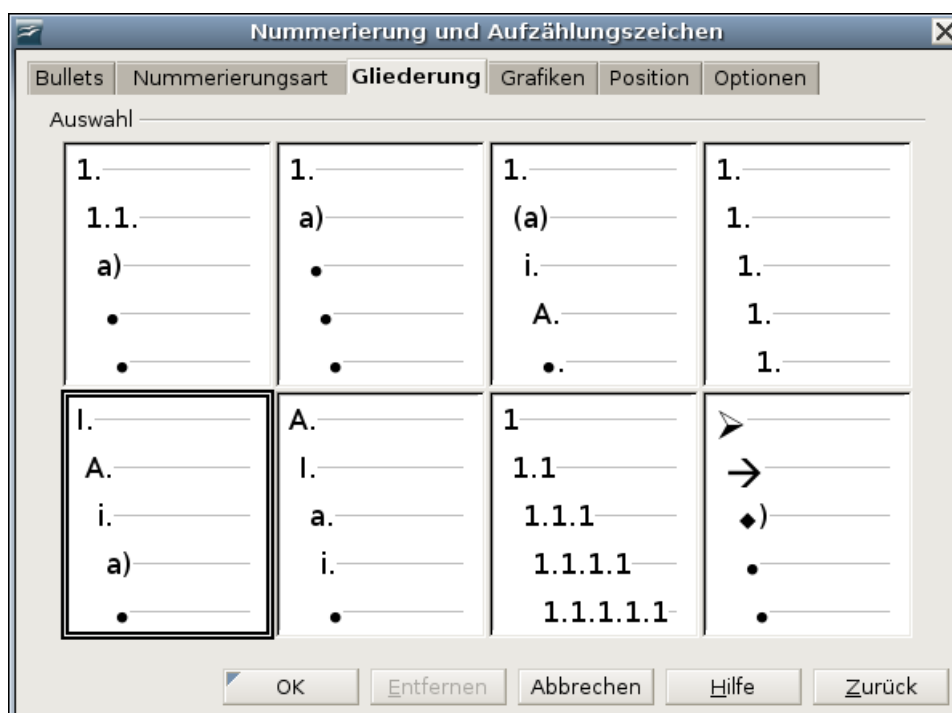 Nummerierung und Aufzählungszeichen
Bullets Nummerierungsart Gliederung Grafiken Position Optionen
Auswahl
1. 1. 1. 1.
1.1. a) (a) 1.
a) • i. 1.
• • A. 1.
• • •. 1.
I. A. 1 ➢
A. I. 1.1 →
i. a. 1.1.1 ◆)
a) i. 1.1.1.1 •
• • 1.1.1.1.1 •
OK Entfernen Abbrechen Hilfe Zurück